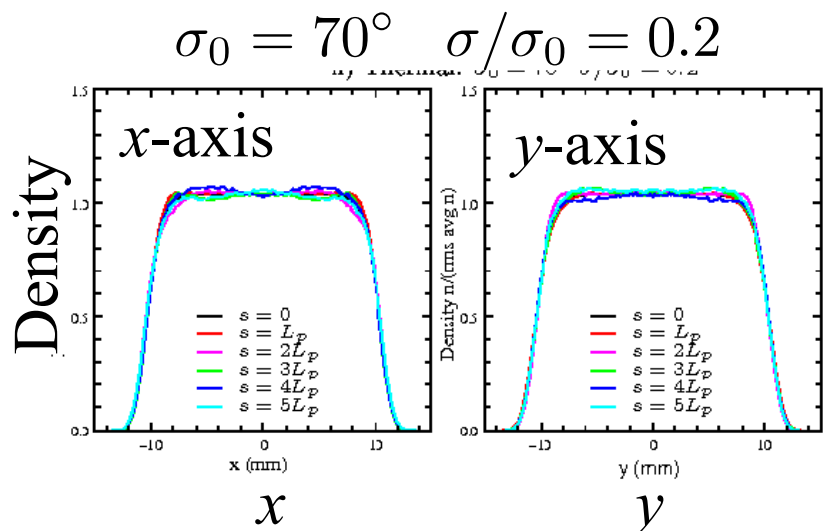 σ₀ = 70° σ/σ₀ = 0.2
x-axis
1.5
1.0
0.5
0.0
Density
s = 0
s = Lₚ
s = 2Lₚ
s = 3Lₚ
s = 4Lₚ
s = 5Lₚ
-10 0 10
x (mm)
x
y-axis
1.5
1.0
0.5
0.0
Density n/(rms avg n)
s = 0
s = Lₚ
s = 2Lₚ
s = 3Lₚ
s = 4Lₚ
s = 5Lₚ
-10 0 10
y (mm)
y